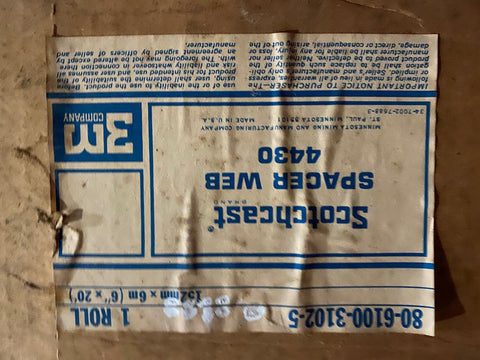 80-6100-3102-5 1 ROLL
152mm x 6m (6" x 20')
Scotchcast®
BRAND
SPACER WEB
4430
MINNESOTA MINING AND MANUFACTURING COMPANY
ST. PAUL, MINNESOTA 55101 MADE IN U.S.A.
34-7002-7688-3
3M
COMPANY
IMPORTANT NOTICE TO PURCHASER—The
following is made in lieu of all warranties, express
or implied: Seller's and manufacturer's only obli-
gation shall be to replace such quantity of the
product proved to be defective. Neither seller nor
manufacturer shall be liable for any injury, loss or
damage, direct or consequential, arising out of the
use of or the inability to use the product. Before
using, user shall determine the suitability of the
product for his intended use, and user assumes all
risk and liability whatsoever in connection there-
with. The foregoing may not be altered except by
an agreement signed by officers of seller and
manufacturer.